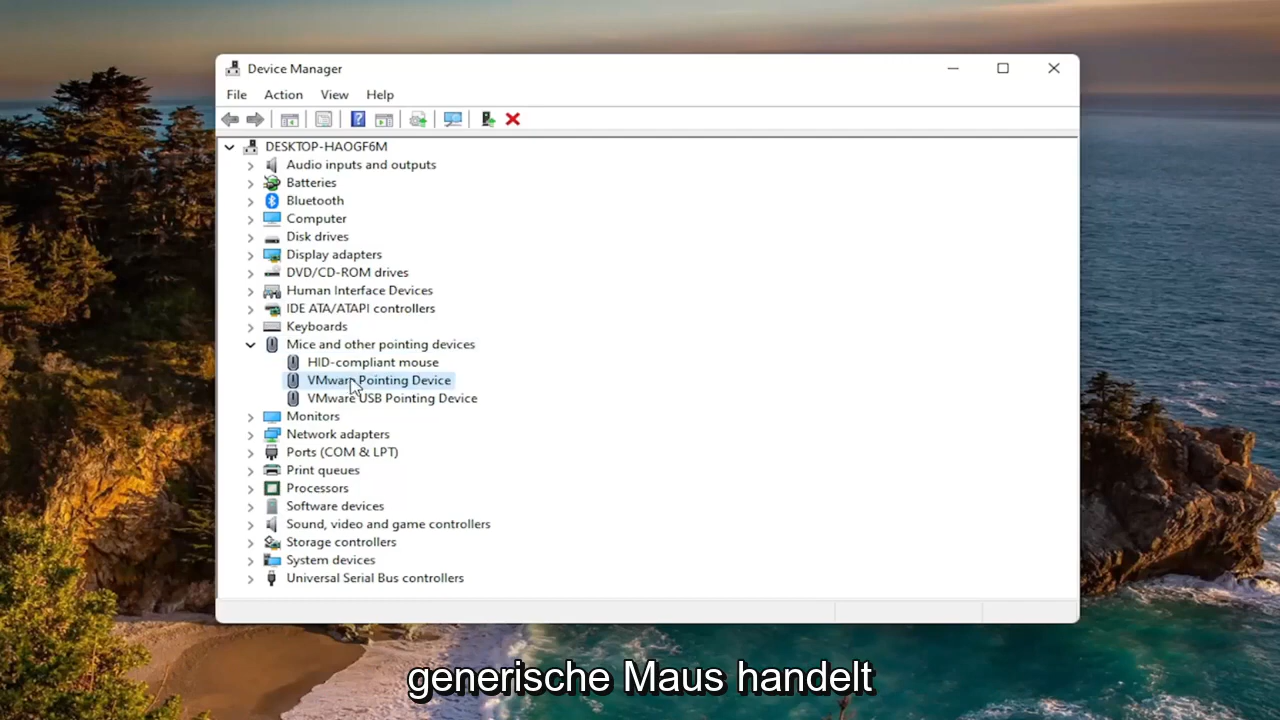 Device Manager
File Action View Help
DESKTOP-HAOGF6M
Audio inputs and outputs
Batteries
Bluetooth
Computer
Disk drives
Display adapters
DVD/CD-ROM drives
Human Interface Devices
IDE ATA/ATAPI controllers
Keyboards
Mice and other pointing devices
HID-compliant mouse
VMware Pointing Device
VMware USB Pointing Device
Monitors
Network adapters
Ports (COM & LPT)
Print queues
Processors
Software devices
Sound, video and game controllers
Storage controllers
System devices
Universal Serial Bus controllers
generische Maus handelt